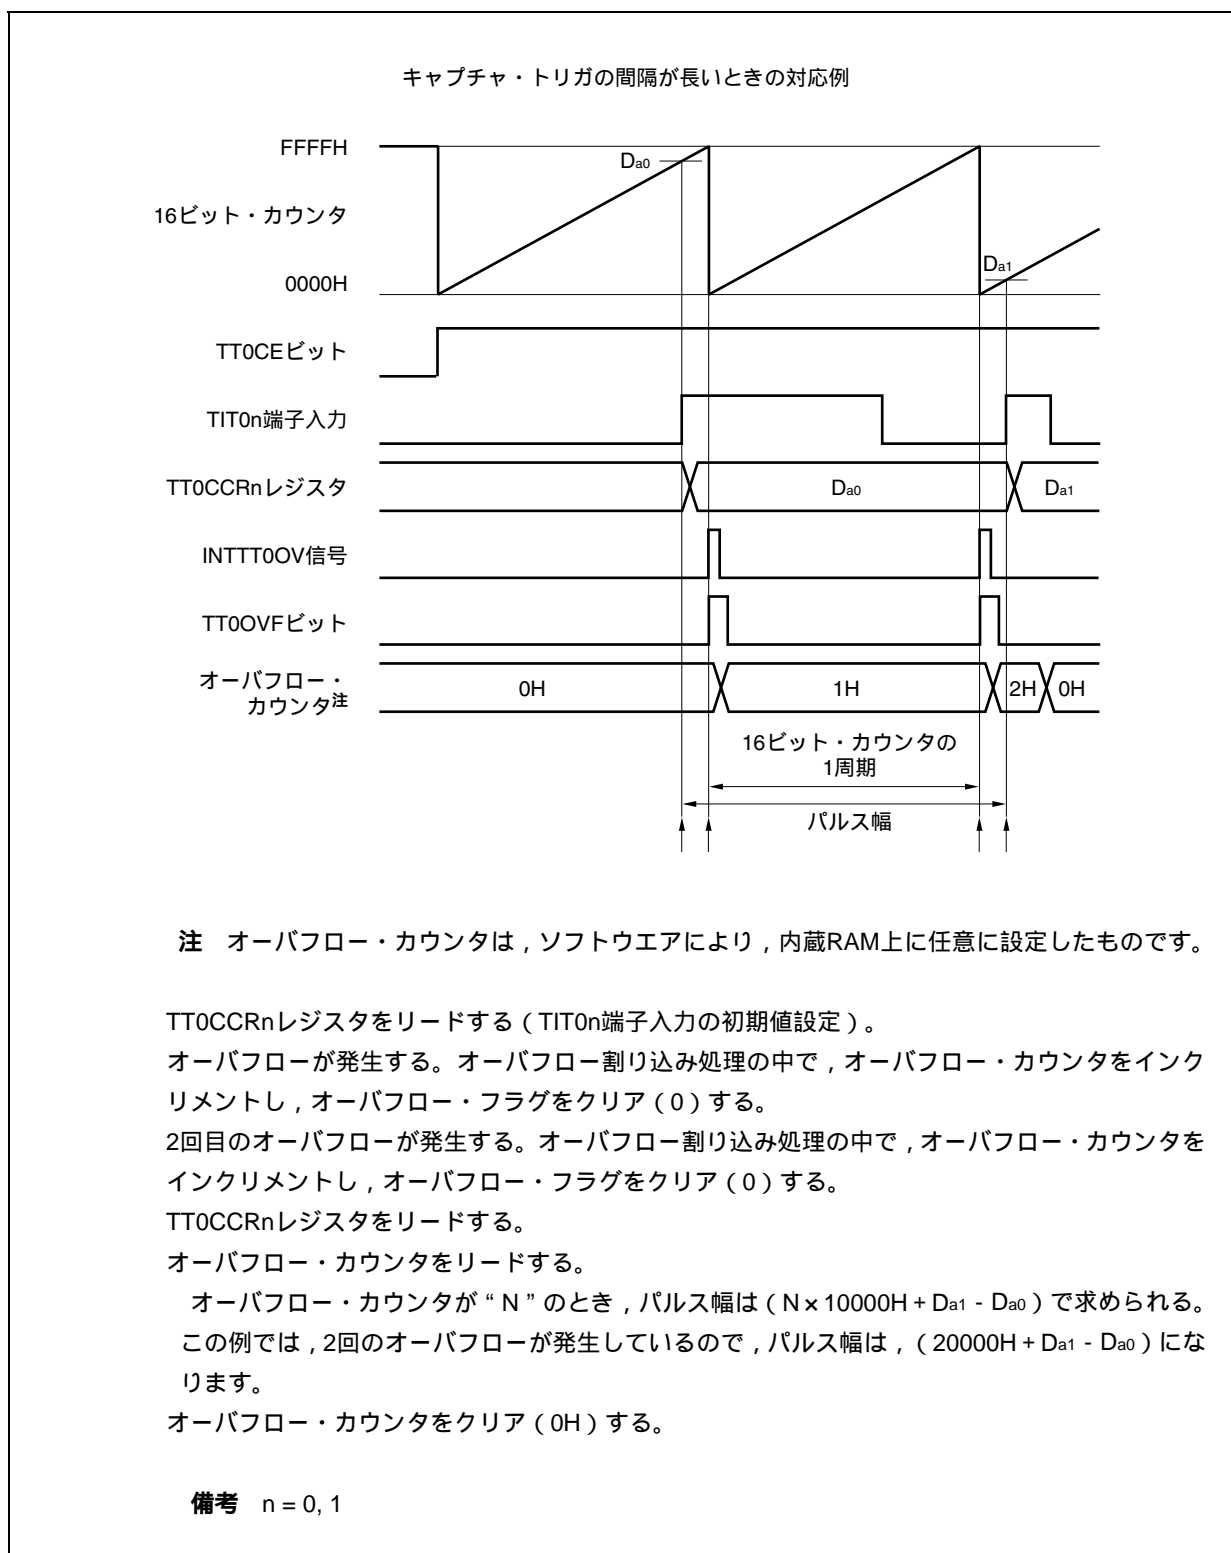 キャプチャ・トリガの間隔が長いときの対応例
FFFFH
Da0
16ビット・カウンタ
Da1
0000H
TT0CEビット
TIT0n端子入力
TT0CCRnレジスタ
Da0
Da1
INTTT0OV信号
TT0OVFビット
オーバフロー・
カウンタ注
0H
1H
2H
0H
16ビット・カウンタの
1周期
パルス幅
注 オーバフロー・カウンタは，ソフトウエアにより，内蔵RAM上に任意に設定したものです。
TT0CCRnレジスタをリードする（TIT0n端子入力の初期値設定）。
オーバフローが発生する。オーバフロー割り込み処理の中で，オーバフロー・カウンタをインク
リメントし，オーバフロー・フラグをクリア（0）する。
2回目のオーバフローが発生する。オーバフロー割り込み処理の中で，オーバフロー・カウンタを
インクリメントし，オーバフロー・フラグをクリア（0）する。
TT0CCRnレジスタをリードする。
オーバフロー・カウンタをリードする。
オーバフロー・カウンタが“N”のとき，パルス幅は（N×10000H＋Da1 - Da0）で求められる。
この例では，2回のオーバフローが発生しているので，パルス幅は，（20000H＋Da1 - Da0）にな
ります。
オーバフロー・カウンタをクリア（0H）する。
備考 n = 0, 1